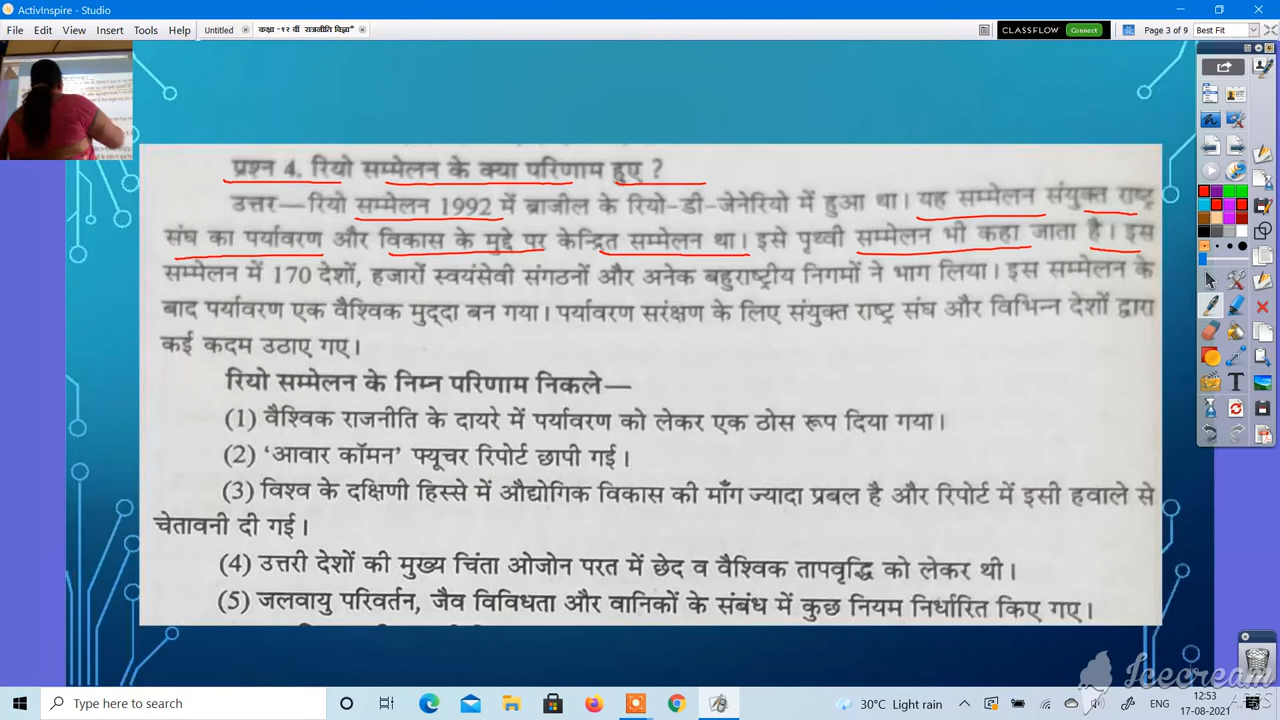 ActivInspire - Studio
File Edit View Insert Tools Help Untitled कक्षा -१२ वीं राजनीति विज्ञा* CLASSFLOW Connect Page 3 of 9 Best Fit
प्रश्न 4. रियो सम्मेलन के क्या परिणाम हुए ?
उत्तर—रियो सम्मेलन 1992 में ब्राजील के रियो-डी-जेनेरियो में हुआ था। यह सम्मेलन संयुक्त राष्ट्र
संघ का पर्यावरण और विकास के मुद्दे पर केन्द्रित सम्मेलन था। इसे पृथ्वी सम्मेलन भी कहा जाता है। इस
सम्मेलन में 170 देशों, हजारों स्वयंसेवी संगठनों और अनेक बहुराष्ट्रीय निगमों ने भाग लिया। इस सम्मेलन के
बाद पर्यावरण एक वैश्विक मुद्दा बन गया। पर्यावरण सरंक्षण के लिए संयुक्त राष्ट्र संघ और विभिन्न देशों द्वारा
कई कदम उठाए गए।
रियो सम्मेलन के निम्न परिणाम निकले—
(1) वैश्विक राजनीति के दायरे में पर्यावरण को लेकर एक ठोस रूप दिया गया।
(2) ‘आवार कॉमन’ फ्यूचर रिपोर्ट छापी गई।
(3) विश्व के दक्षिणी हिस्से में औद्योगिक विकास की माँग ज्यादा प्रबल है और रिपोर्ट में इसी हवाले से
चेतावनी दी गई।
(4) उत्तरी देशों की मुख्य चिंता ओजोन परत में छेद व वैश्विक तापवृद्धि को लेकर थी।
(5) जलवायु परिवर्तन, जैव विविधता और वानिकों के संबंध में कुछ नियम निर्धारित किए गए।
Icecream
APPS
Type here to search 30°C Light rain ENG 12:53
17-08-2021